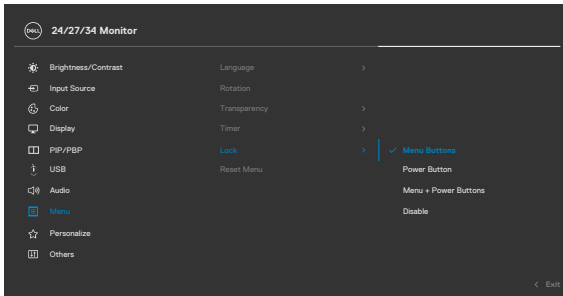 DELL 24/27/34 Monitor
Brightness/Contrast Language >
Input Source Rotation
Color Transparency >
Display Timer >
PIP/PBP Lock > ✓ Menu Buttons
USB Reset Menu Power Button
Audio Menu + Power Buttons
Menu Disable
Personalize
Others
< Exit